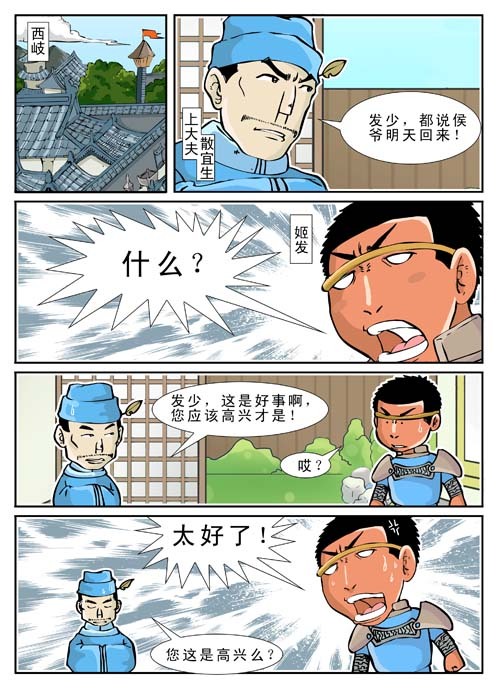 西岐
上大夫
散宜生
发少，都说侯
爷明天回来！
姬发
什么？
发少，这是好事啊，
您应该高兴才是！
哎？
太好了！
您这是高兴么？